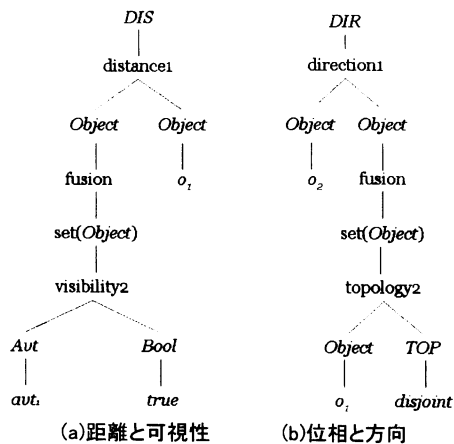 DIS
distance1
Object Object
fusion o₁
set(Object)
visibility2
Avt Bool
avt₁ true
(a)距離と可視性
DIR
direction1
Object Object
o₂ fusion
set(Object)
topology2
Object TOP
o₁ disjoint
(b)位相と方向